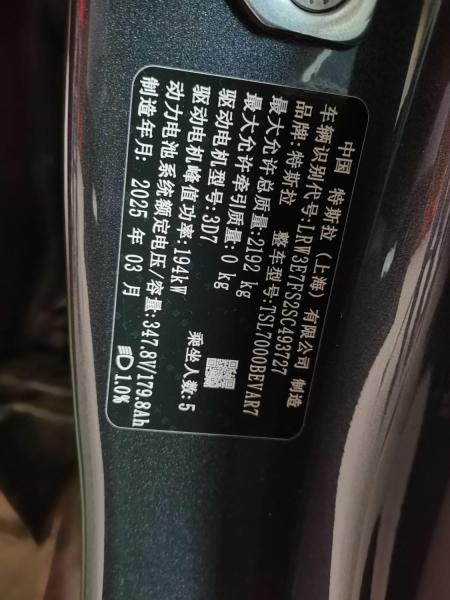 中国 特斯拉（上海）有限公司 制造
车辆识别代号:LRW3E7FS2SC493727
品牌:特斯拉 整车型号:TSL7000BEVAR7
最大允许总质量:2192 kg
最大允许牵引质量:0 kg
驱动电机型号:3D7
驱动电机峰值功率:194kW 乘坐人数:5
动力电池系统额定电压/容量:347.8V/179.8Ah
制造年月: 2025 年 03 月 1.0%